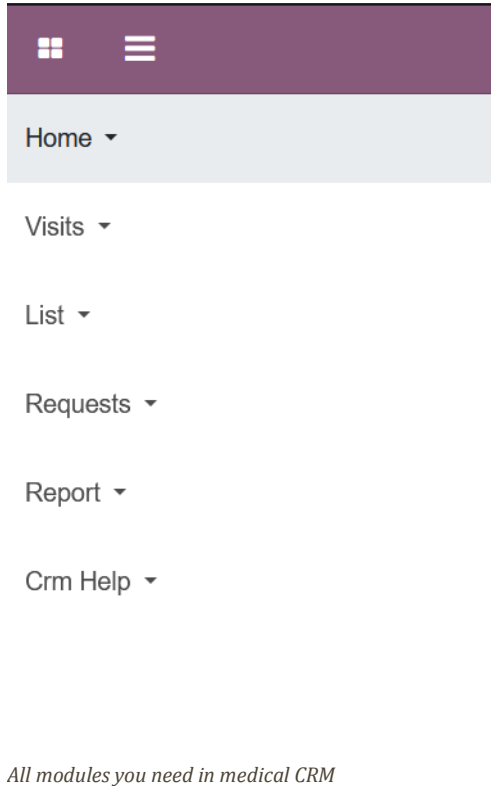 Home
Visits
List
Requests
Report
Crm Help
All modules you need in medical CRM